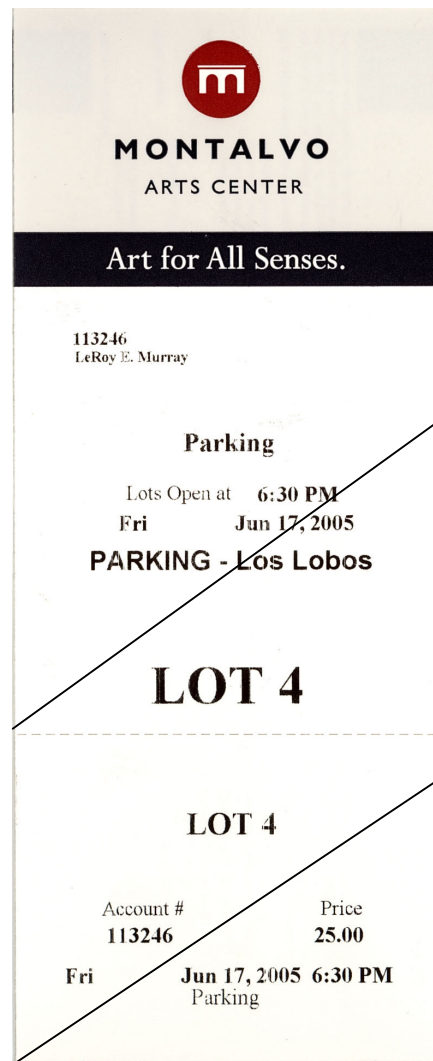 m
MONTALVO
ARTS CENTER
Art for All Senses.
113246
LeRoy E. Murray
Parking
Lots Open at 6:30 PM
Fri Jun 17, 2005
PARKING - Los Lobos
LOT 4
LOT 4
Account # Price
113246 25.00
Fri Jun 17, 2005 6:30 PM
Parking